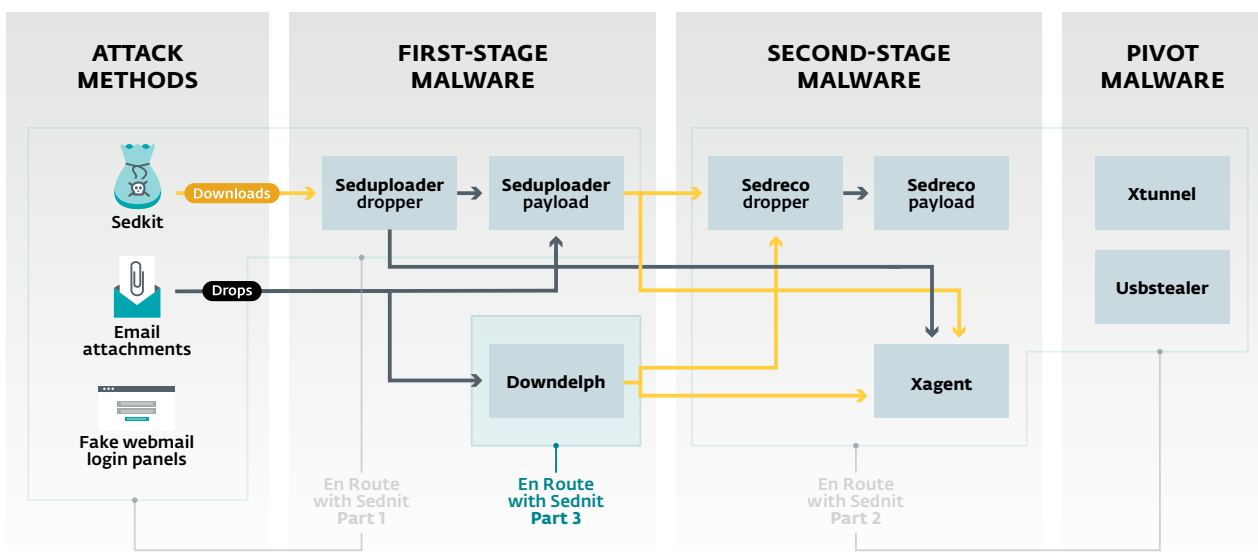 ATTACK
METHODS
FIRST-STAGE
MALWARE
SECOND-STAGE
MALWARE
PIVOT
MALWARE
Sedkit
Downloads
Seduploader
dropper
Seduploader
payload
Sedreco
dropper
Sedreco
payload
Xtunnel
Usbstealer
Drops
Email
attachments
Downdelph
Xagent
Fake webmail
login panels
En Route
with Sednit
Part 1
En Route
with Sednit
Part 3
En Route
with Sednit
Part 2